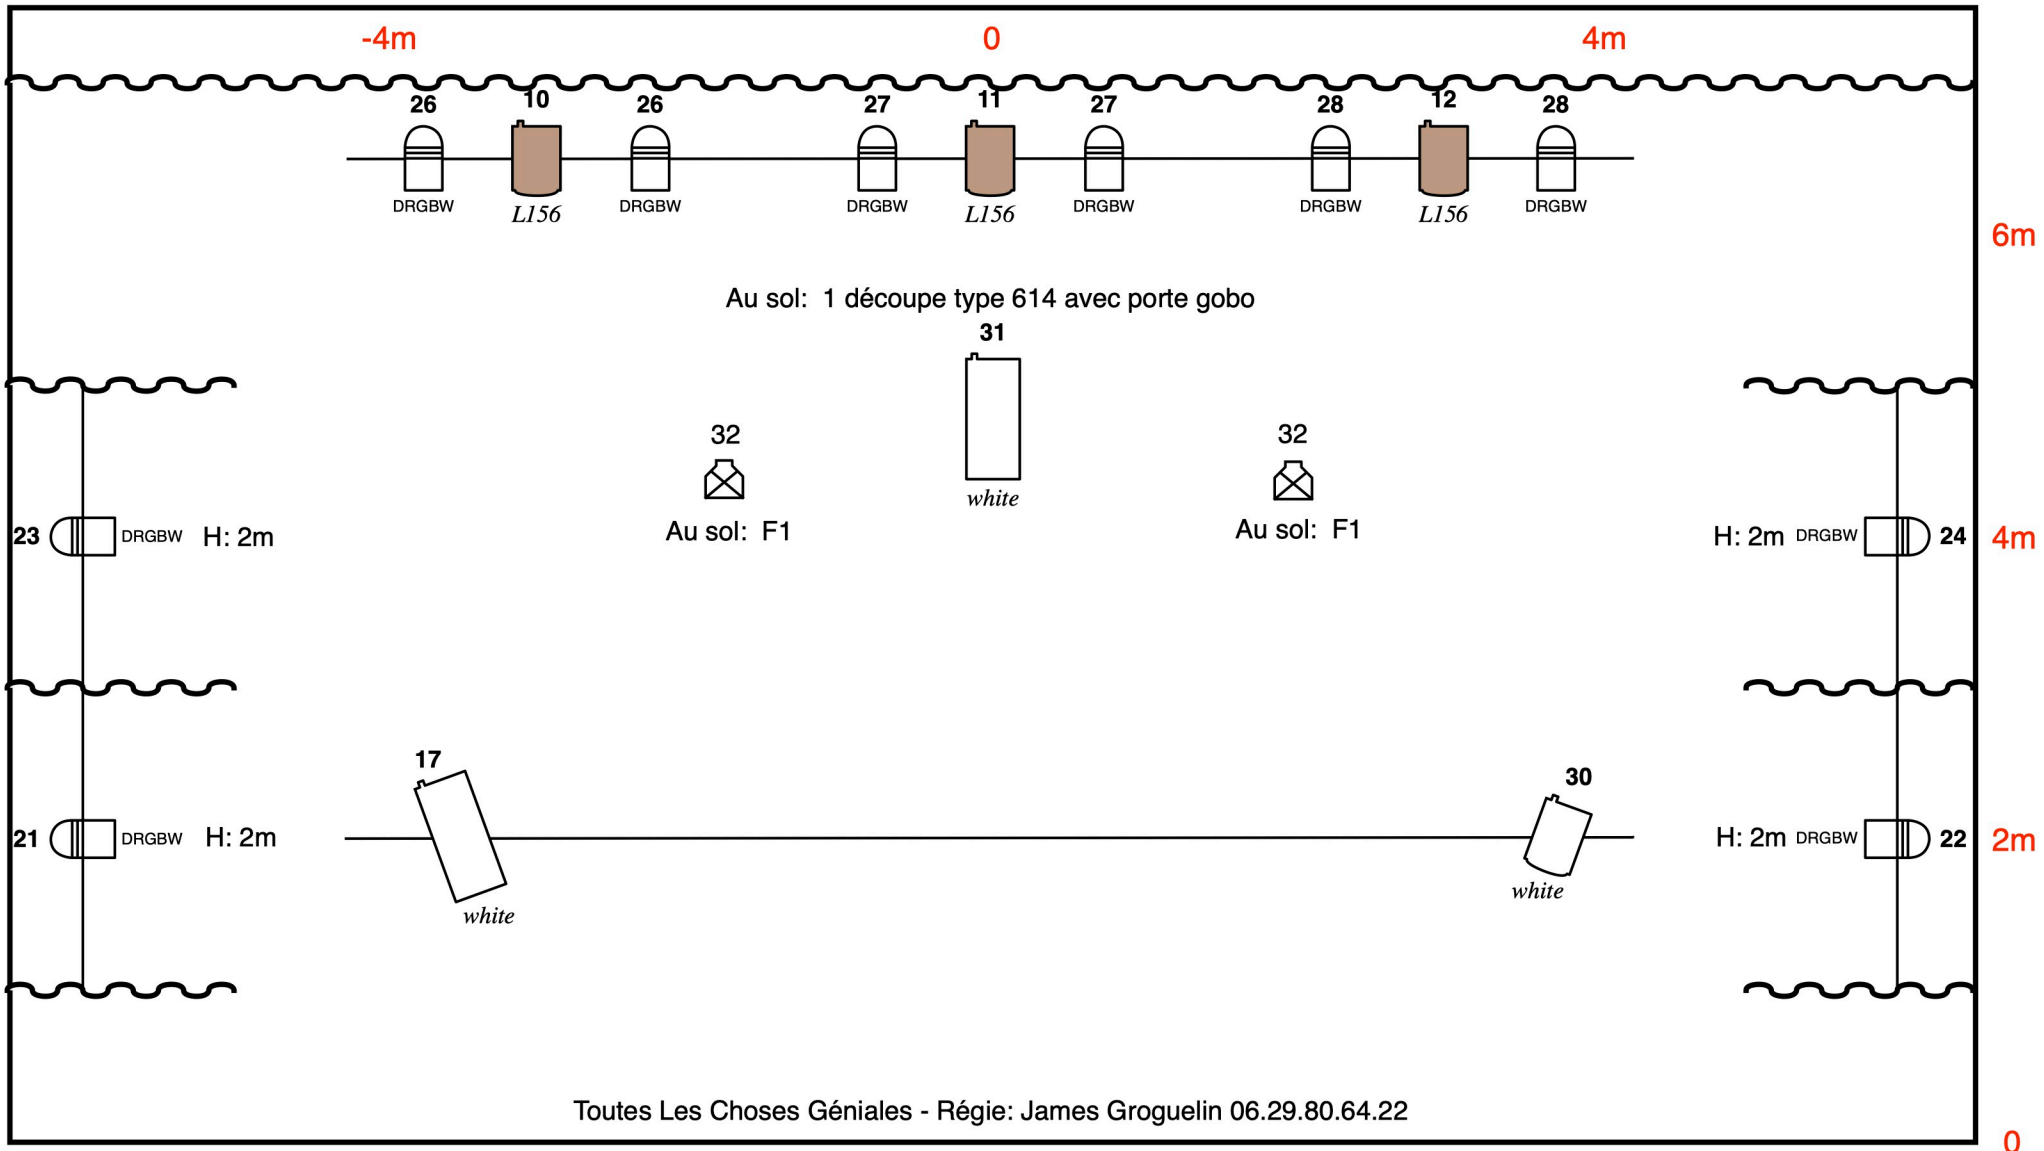 -4m 0 4m
26 10 26 27 11 27 28 12 28
DRGBW L156 DRGBW DRGBW L156 DRGBW DRGBW L156 DRGBW
6m
Au sol: 1 découpe type 614 avec porte gobo
31
32 32
white
Au sol: F1 Au sol: F1
23 DRGBW H: 2m H: 2m DRGBW 24 4m
17 30
21 DRGBW H: 2m H: 2m DRGBW 22 2m
white white
Toutes Les Choses Géniales - Régie: James Groguelin 06.29.80.64.22
0